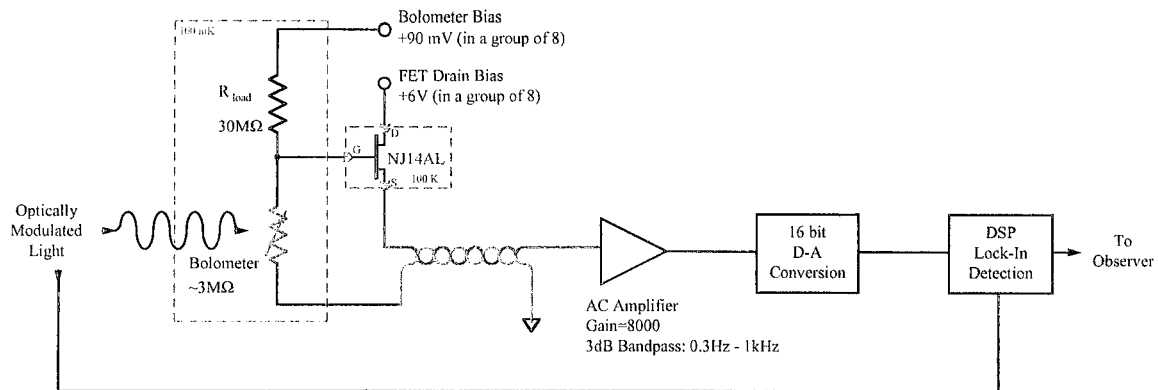 100 mK
Bolometer Bias
+90 mV (in a group of 8)
FET Drain Bias
+6V (in a group of 8)
R load
30MΩ
D
G
NJ14AL
S
100 K
Optically
Modulated
Light
Bolometer
~3MΩ
AC Amplifier
Gain=8000
3dB Bandpass: 0.3Hz - 1kHz
16 bit
D-A
Conversion
DSP
Lock-In
Detection
To
Observer